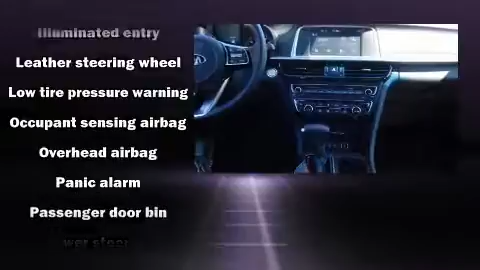 Illuminated entry
Leather steering wheel
Low tire pressure warning
Occupant sensing airbag
Overhead airbag
Panic alarm
Passenger door bin